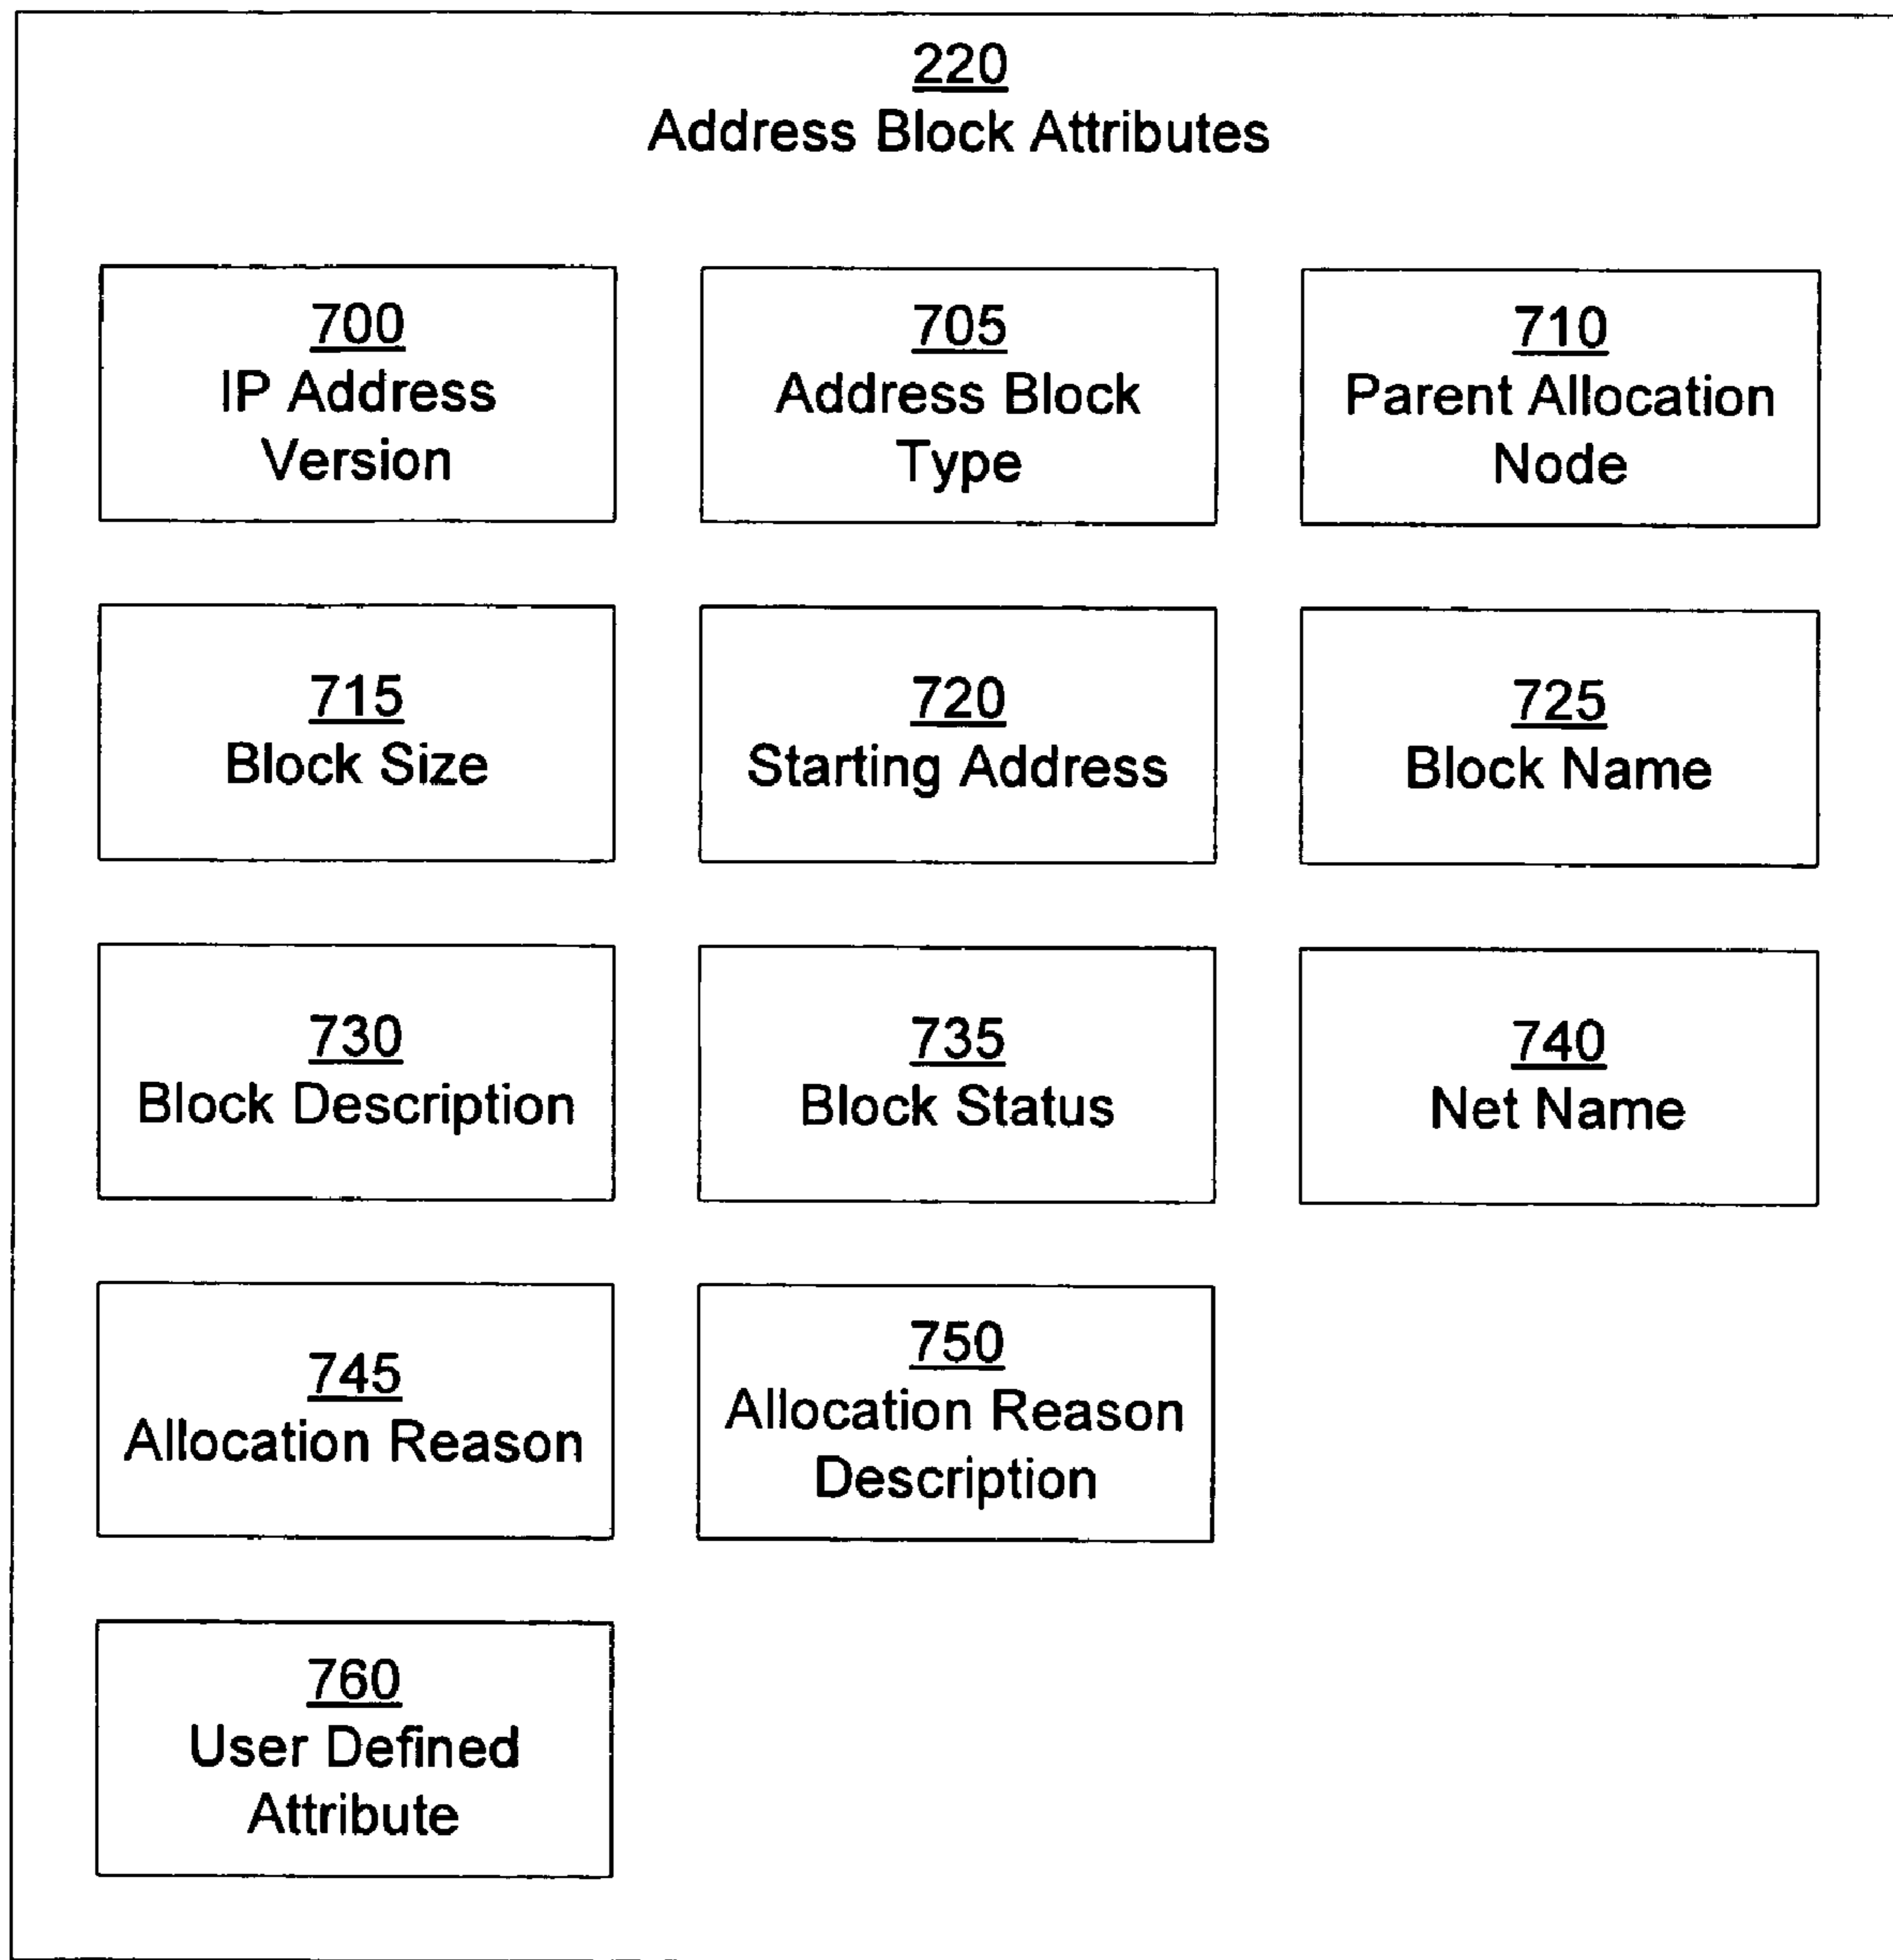 220
Address Block Attributes
700
IP Address
Version
705
Address Block
Type
710
Parent Allocation
Node
715
Block Size
720
Starting Address
725
Block Name
730
Block Description
735
Block Status
740
Net Name
745
Allocation Reason
750
Allocation Reason
Description
760
User Defined
Attribute